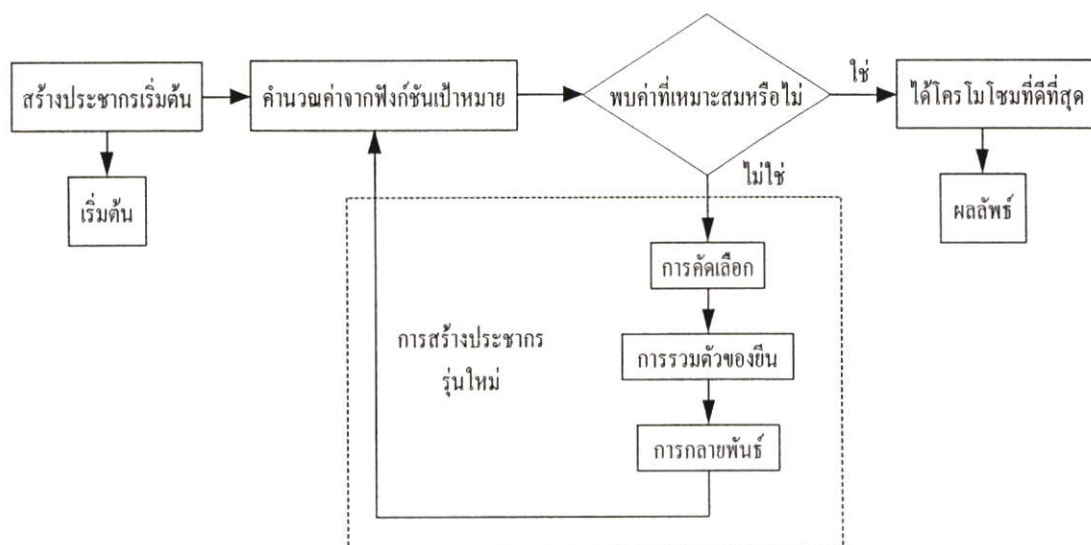 สร้างประชากรเริ่มต้น
เริ่มต้น
คำนวณค่าจากฟังก์ชันเป้าหมาย
พบค่าที่เหมาะสมหรือไม่
ใช่
ได้โครโมโซมที่ดีที่สุด
ผลลัพธ์
ไม่ใช่
การคัดเลือก
การรวมตัวของยีน
การกลายพันธ์
การสร้างประชากร
รุ่นใหม่